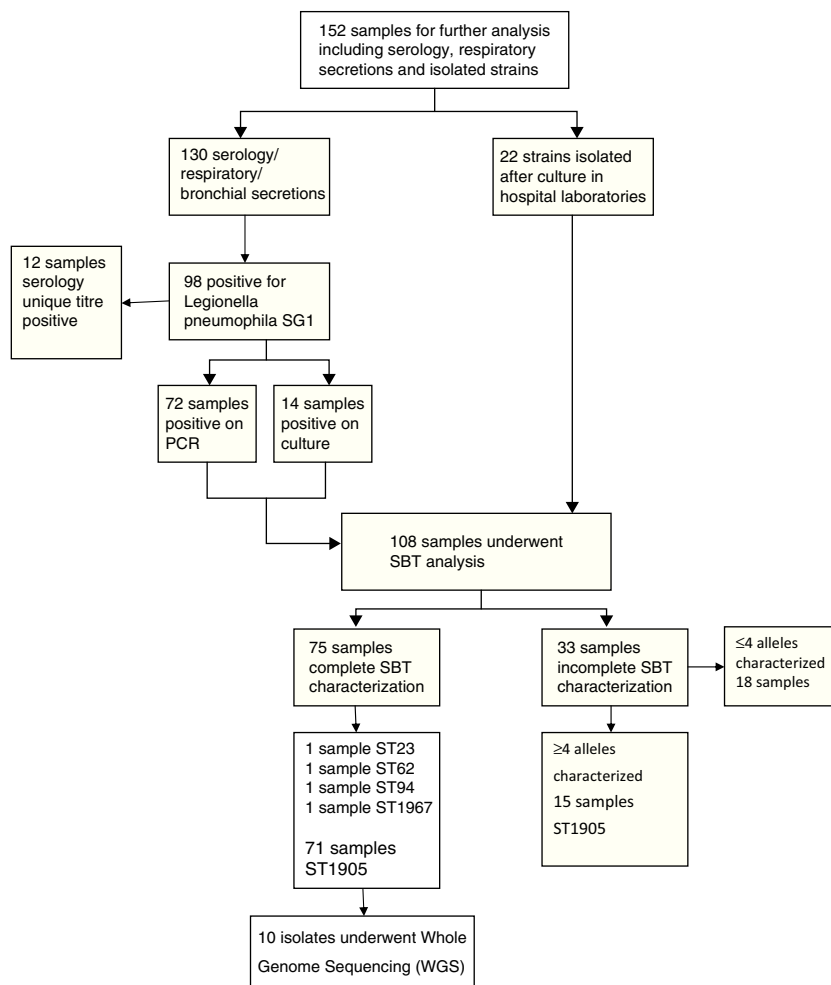 152 samples for further analysis
including serology, respiratory
secretions and isolated strains
130 serology/
respiratory/
bronchial secretions
22 strains isolated
after culture in
hospital laboratories
12 samples
serology
unique titre
positive
98 positive for
Legionella
pneumophila SG1
72 samples
positive on
PCR
14 samples
positive on
culture
108 samples underwent
SBT analysis
75 samples
complete SBT
characterization
33 samples
incomplete SBT
characterization
≤4 alleles
characterized
18 samples
1 sample ST23
1 sample ST62
1 sample ST94
1 sample ST1967
71 samples
ST1905
≥4 alleles
characterized
15 samples
ST1905
10 isolates underwent Whole
Genome Sequencing (WGS)